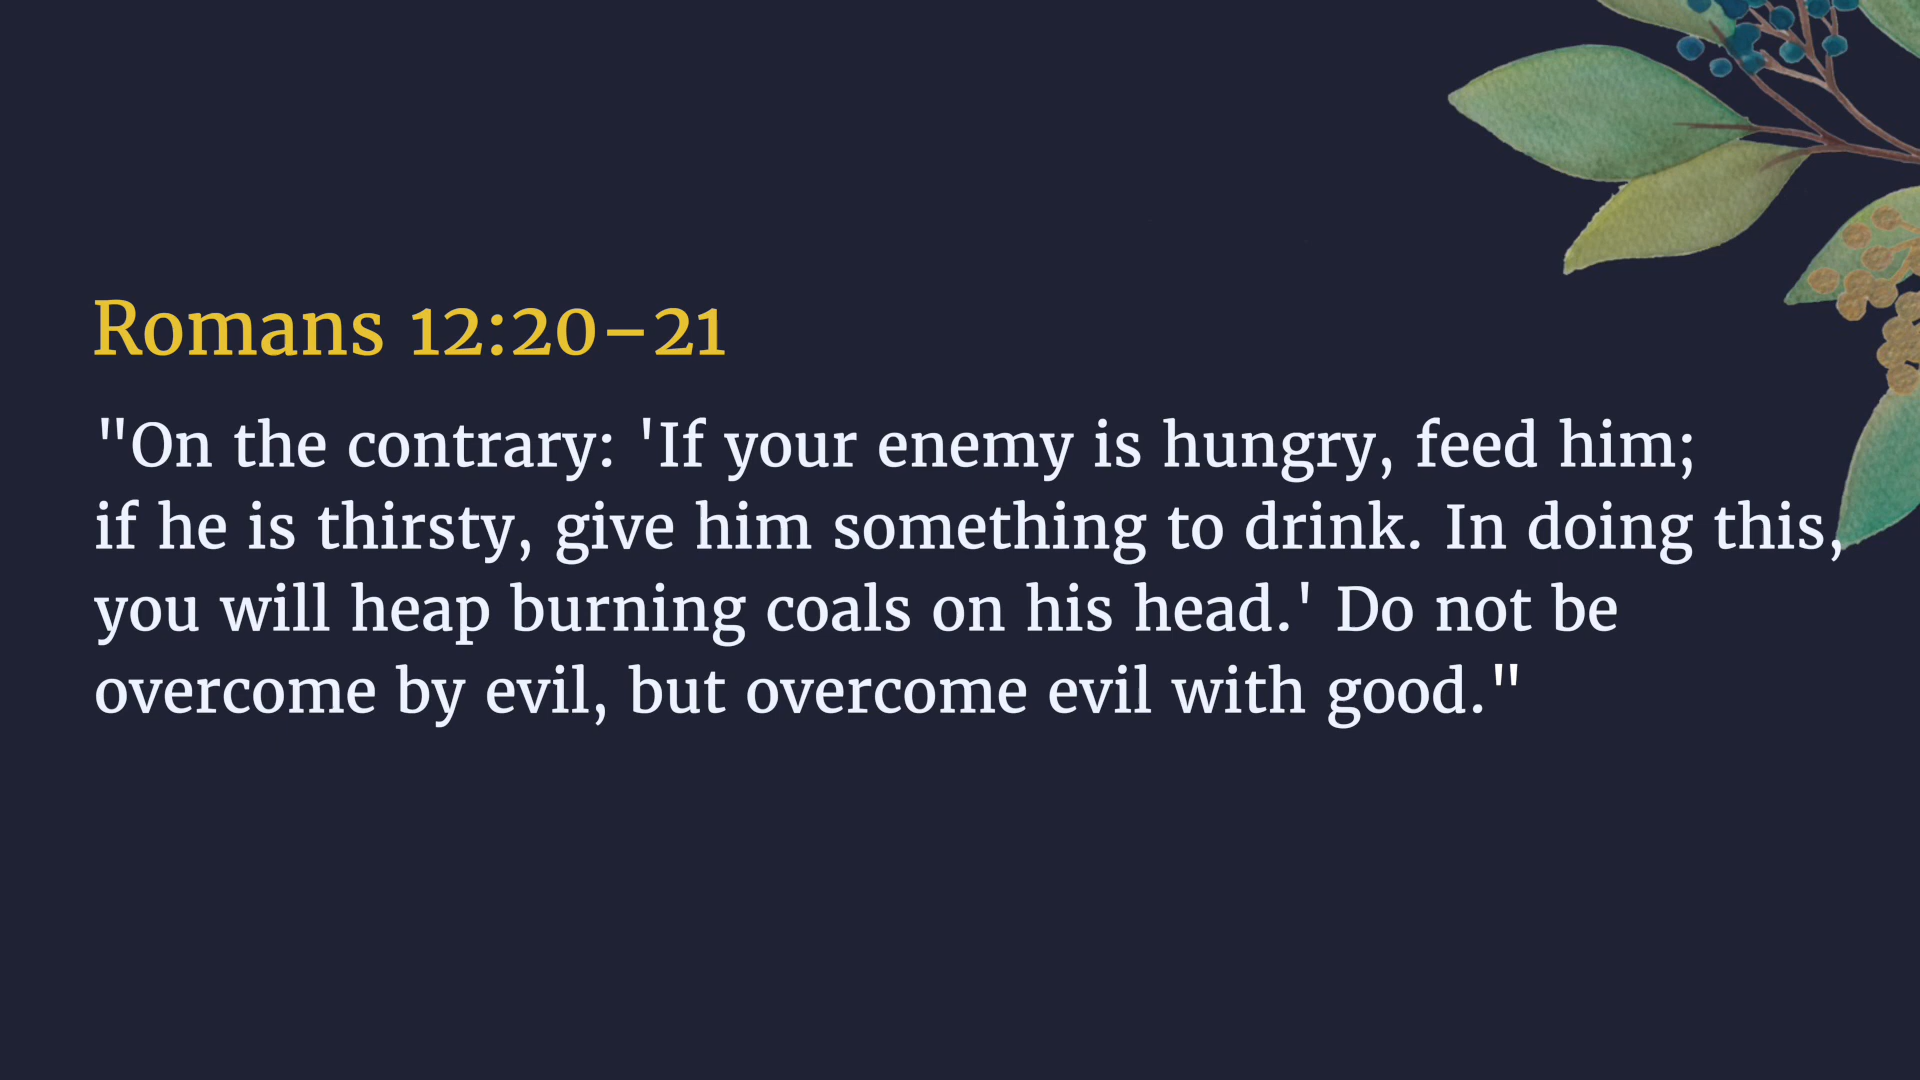 Romans 12:20–21
"On the contrary: 'If your enemy is hungry, feed him;
if he is thirsty, give him something to drink. In doing this,
you will heap burning coals on his head.' Do not be
overcome by evil, but overcome evil with good."